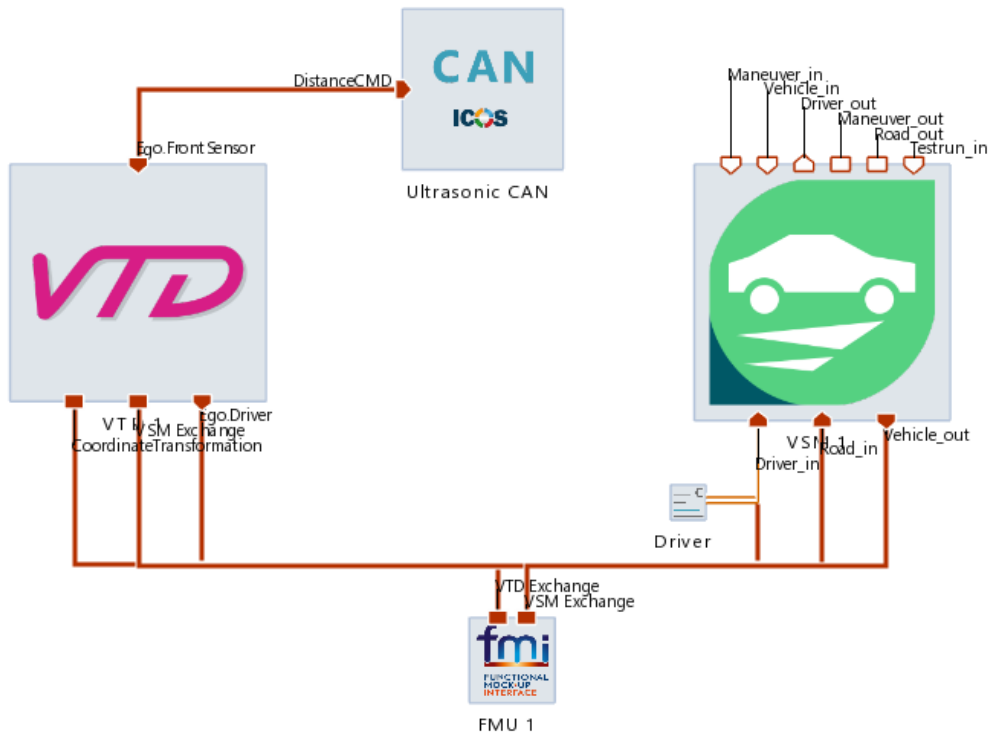 CAN
ICOS
DistanceCMD
Ultrasonic CAN
Ego.FrontSensor
VTD
Ego.Driver
VSM Exchange
CoordinateTransformation
Maneuver_in
Vehicle_in
Driver_out
Maneuver_out
Road_out
Testrun_in
VSM 1
Vehicle_out
Road_in
Driver_in
C
Driver
VTD Exchange
VSM Exchange
fmi
FUNCTIONAL
MOCK-UP
INTERFACE
FMU 1